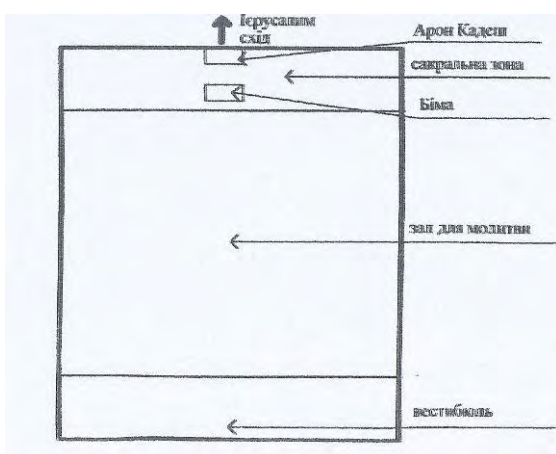 Ієрусалим
схід
Арон Кадеш
сакральна зона
Біма
зал для молитви
вестибюль